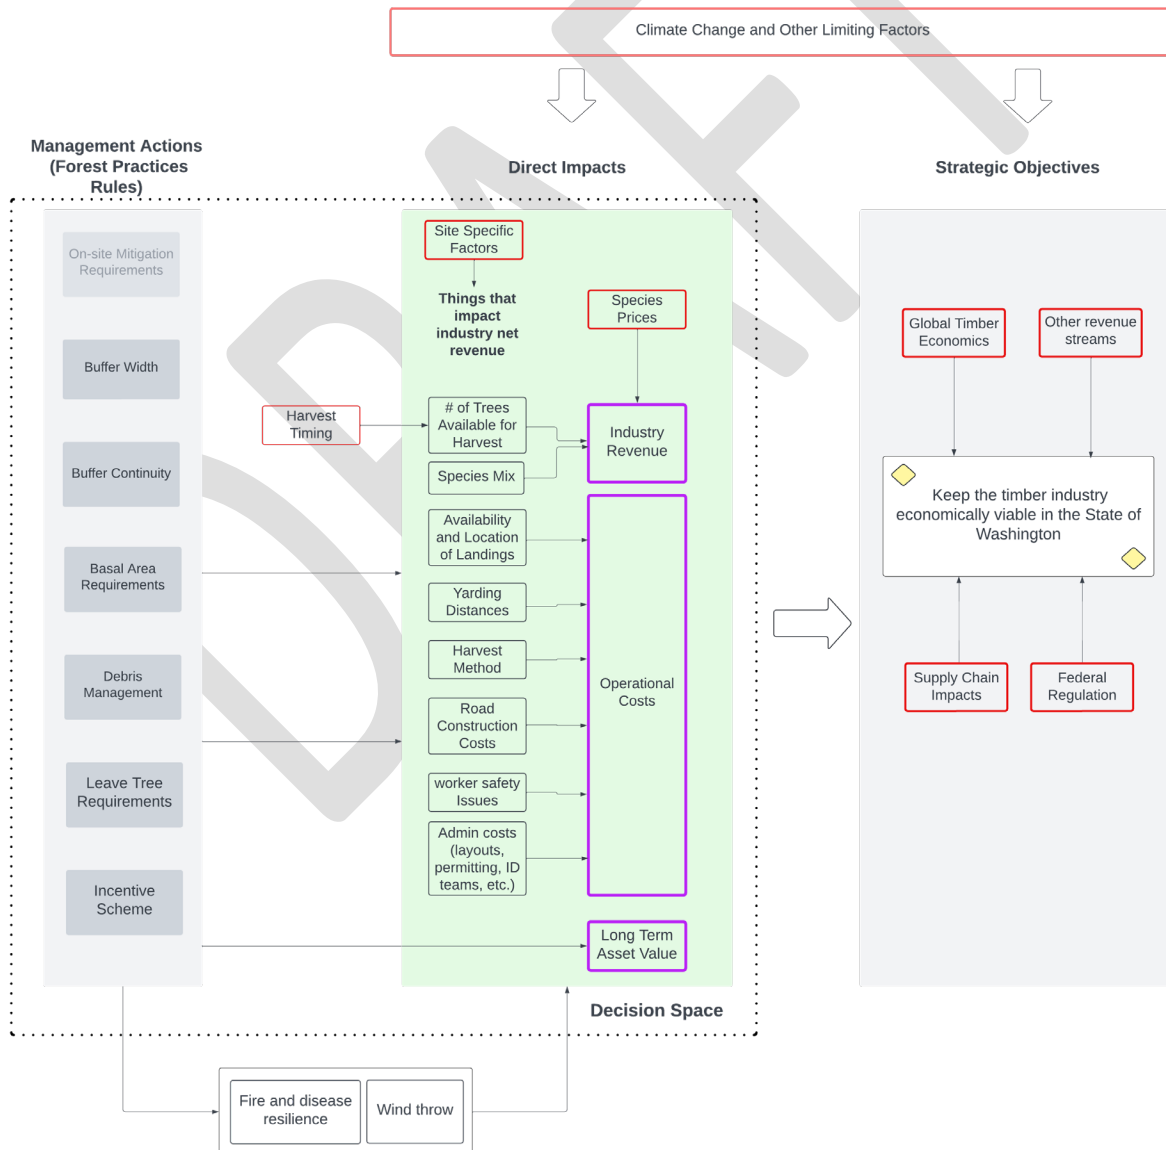 Climate Change and Other Limiting Factors
Management Actions
(Forest Practices
Rules)
Direct Impacts
Strategic Objectives
On-site Mitigation
Requirements
Buffer Width
Buffer Continuity
Basal Area
Requirements
Debris
Management
Leave Tree
Requirements
Incentive
Scheme
Harvest
Timing
Site Specific
Factors
Things that
impact
industry net
revenue
Species
Prices
# of Trees
Available for
Harvest
Species Mix
Industry
Revenue
Availability
and Location
of Landings
Yarding
Distances
Harvest
Method
Road
Construction
Costs
worker safety
Issues
Admin costs
(layouts,
permitting, ID
teams, etc.)
Operational
Costs
Long Term
Asset Value
Decision Space
Global Timber
Economics
Other revenue
streams
Keep the timber industry
economically viable in the State of
Washington
Supply Chain
Impacts
Federal
Regulation
Fire and disease
resilience
Wind throw
DRAFT